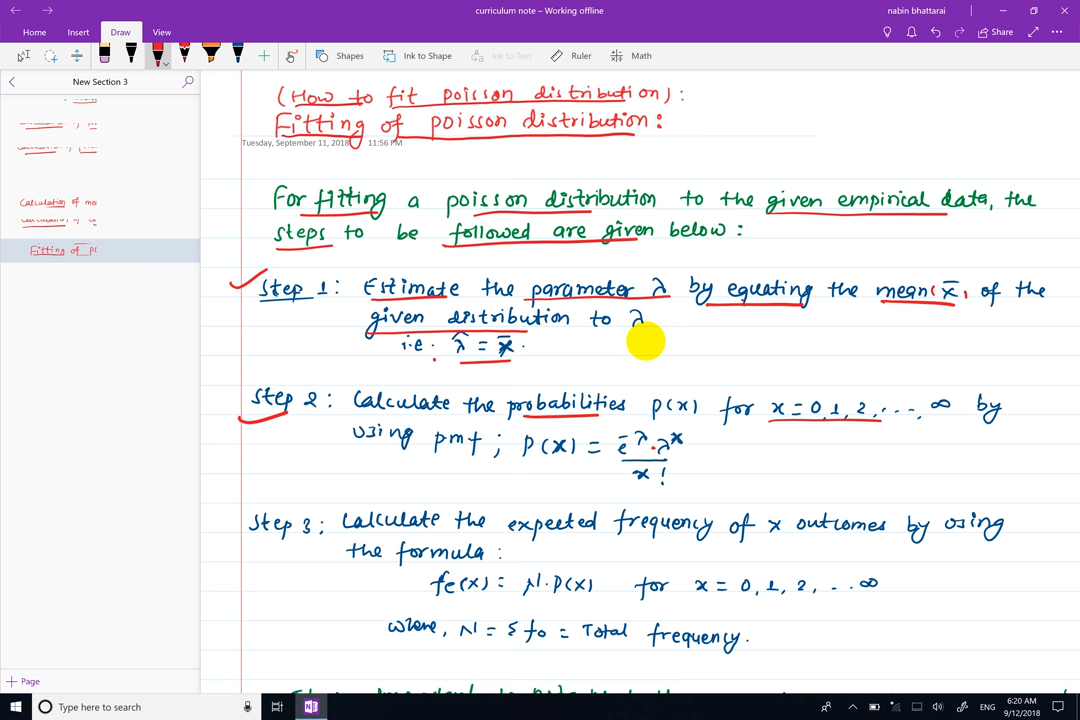 curriculum note – Working offline
nabin bhattarai
Home Insert Draw View
Share
Shapes Ink to Shape Ink to Text Ruler Math
New Section 3
Calculation of me
Fitting of po
(How to fit poisson distribution):
Fitting of poisson distribution:
Tuesday, September 11, 2018 11:56 PM
For fitting a poisson distribution to the given empirical data, the
steps to be followed are given below:
Step 1: Estimate the parameter λ by equating the mean(x̄) of the
given distribution to λ
i.e. λ̂ = x̄.
Step 2: Calculate the probabilities p(x) for x = 0, 1, 2, ..., ∞ by
using pmf; P(x) = e^-λ.λ^x / x!
Step 3: Calculate the expected frequency of x outcomes by using
the formula:
fe(x) = N.P(x) for x = 0, 1, 2, ... ∞
where, N = Σfo = Total frequency.
+ Page
Type here to search
ENG
6:20 AM
9/12/2018